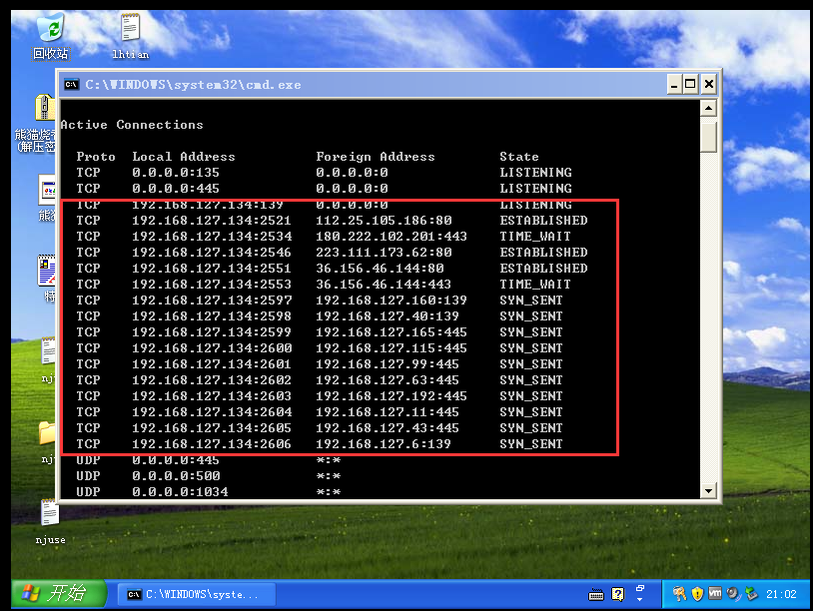 回收站
lhtian
C:\WINDOWS\system32\cmd.exe
熊猫烧
(解压密
Active Connections
Proto Local Address Foreign Address State
TCP 0.0.0.0:135 0.0.0.0:0 LISTENING
TCP 0.0.0.0:445 0.0.0.0:0 LISTENING
TCP 192.168.127.134:139 0.0.0.0:0 LISTENING
TCP 192.168.127.134:2521 112.25.105.186:80 ESTABLISHED
TCP 192.168.127.134:2534 180.222.102.201:443 TIME_WAIT
TCP 192.168.127.134:2546 223.111.173.62:80 ESTABLISHED
TCP 192.168.127.134:2551 36.156.46.144:80 ESTABLISHED
TCP 192.168.127.134:2553 36.156.46.144:443 TIME_WAIT
TCP 192.168.127.134:2597 192.168.127.160:139 SYN_SENT
TCP 192.168.127.134:2598 192.168.127.40:139 SYN_SENT
TCP 192.168.127.134:2599 192.168.127.165:445 SYN_SENT
TCP 192.168.127.134:2600 192.168.127.115:445 SYN_SENT
TCP 192.168.127.134:2601 192.168.127.99:445 SYN_SENT
TCP 192.168.127.134:2602 192.168.127.63:445 SYN_SENT
TCP 192.168.127.134:2603 192.168.127.192:445 SYN_SENT
TCP 192.168.127.134:2604 192.168.127.11:445 SYN_SENT
TCP 192.168.127.134:2605 192.168.127.43:445 SYN_SENT
TCP 192.168.127.134:2606 192.168.127.6:139 SYN_SENT
UDP 0.0.0.0:445 *:*
UDP 0.0.0.0:500 *:*
UDP 0.0.0.0:1034 *:*
熊猫
特
nj
nj
njuse
开始
C:\WINDOWS\syste...
21:02